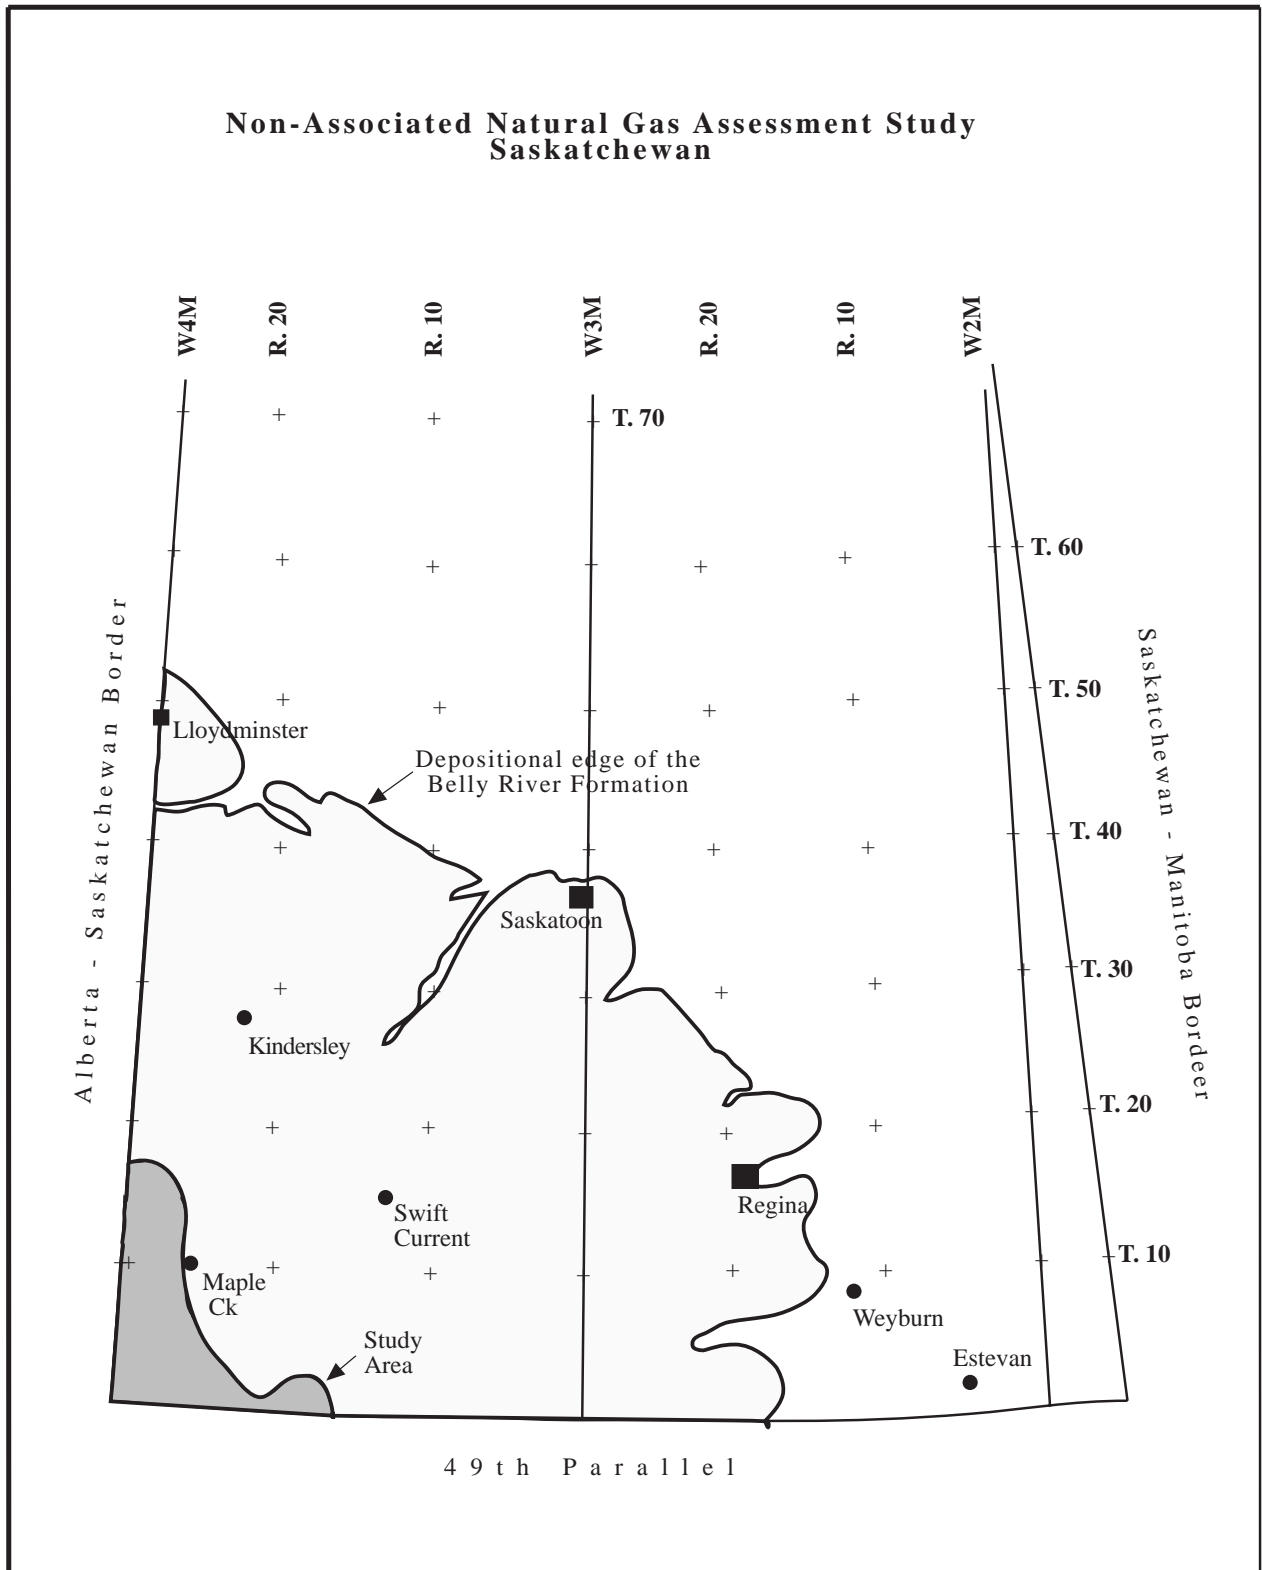 Non-Associated Natural Gas Assessment Study
Saskatchewan
W4M
R. 20
R. 10
W3M
R. 20
R. 10
W2M
T. 70
T. 60
T. 50
T. 40
T. 30
T. 20
T. 10
Alberta - Saskatchewan Border
Saskatchewan - Manitoba Bordeer
Lloydminster
Depositional edge of the
Belly River Formation
Saskatoon
Kindersley
Swift
Current
Regina
Maple
Ck
Weyburn
Study
Area
Estevan
49th Parallel